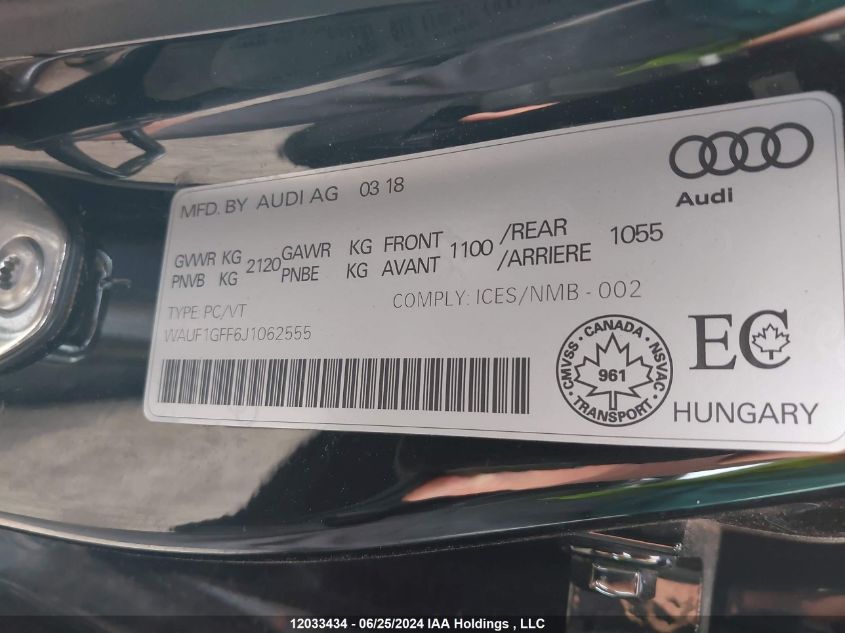 Audi
MFD. BY AUDI AG 03 18
GVWR KG 2120 GAWR KG FRONT 1100 /REAR 1055
PNVB KG PNBE KG AVANT /ARRIERE
TYPE: PC/VT COMPLY: ICES/NMB - 002
WAUF1GFF6J1062555
CMVSS • CANADA • NSVAC • TRANSPORT •
961
EC
HUNGARY
12033434 - 06/25/2024 IAA Holdings , LLC